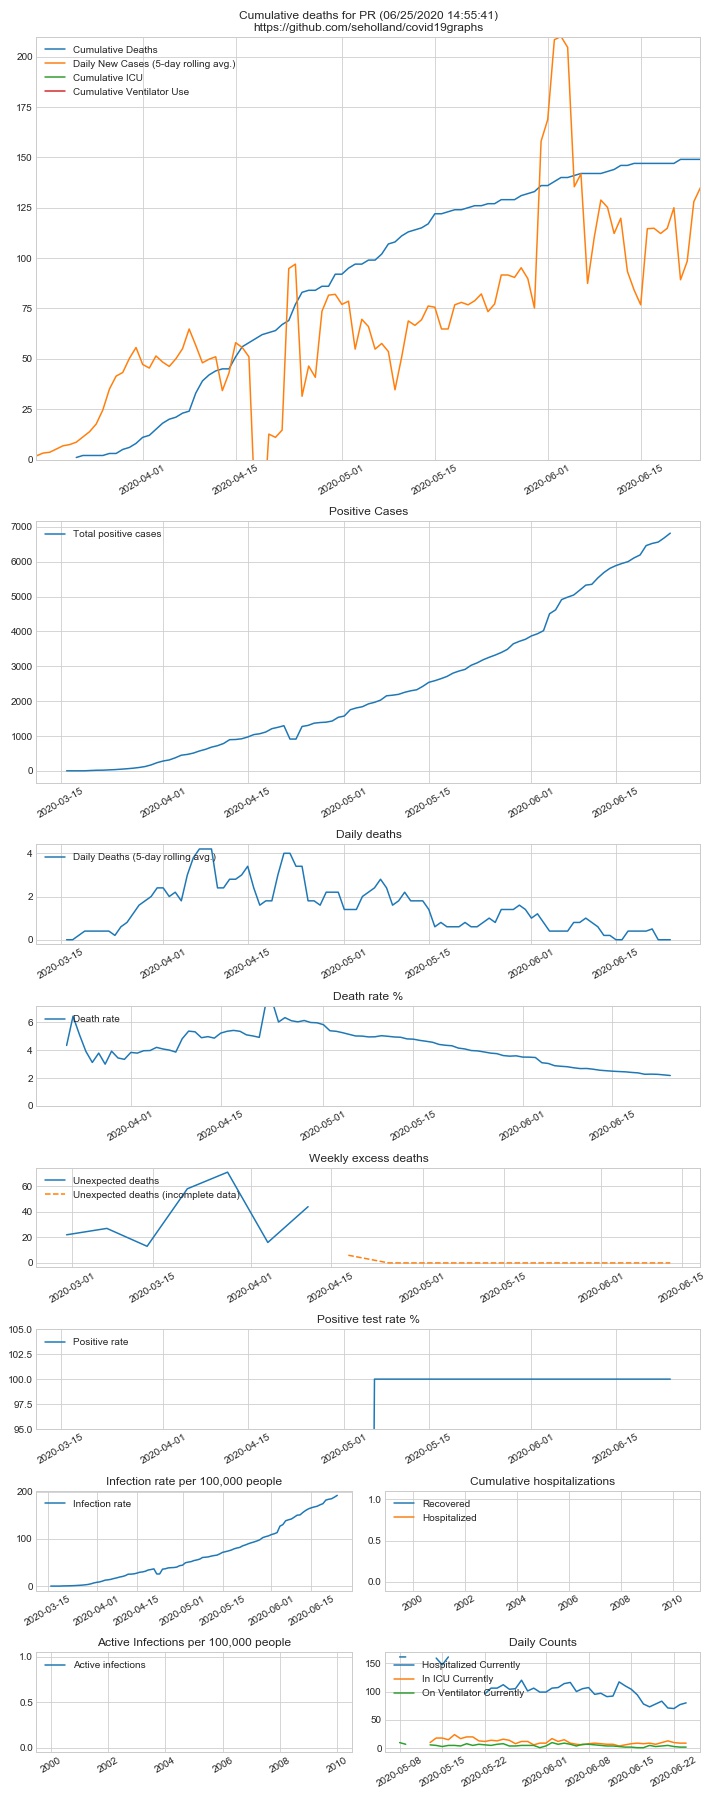 Cumulative deaths for PR (06/25/2020 14:55:41)
https://github.com/seholland/covid19graphs
Cumulative Deaths
Daily New Cases (5-day rolling avg.)
Cumulative ICU
Cumulative Ventilator Use
200
175
150
125
100
75
50
25
0
2020-04-01 2020-04-15 2020-05-01 2020-05-15 2020-06-01 2020-06-15
Positive Cases
Total positive cases
7000
6000
5000
4000
3000
2000
1000
0
2020-03-15 2020-04-01 2020-04-15 2020-05-01 2020-05-15 2020-06-01 2020-06-15
Daily deaths
Daily Deaths (5-day rolling avg.)
4
2
0
2020-03-15 2020-04-01 2020-04-15 2020-05-01 2020-05-15 2020-06-01 2020-06-15
Death rate %
Death rate
6
4
2
0
2020-04-01 2020-04-15 2020-05-01 2020-05-15 2020-06-01 2020-06-15
Weekly excess deaths
Unexpected deaths
Unexpected deaths (incomplete data)
60
40
20
0
2020-03-01 2020-03-15 2020-04-01 2020-04-15 2020-05-01 2020-05-15 2020-06-01 2020-06-15
Positive test rate %
Positive rate
105.0
102.5
100.0
97.5
95.0
2020-03-15 2020-04-01 2020-04-15 2020-05-01 2020-05-15 2020-06-01 2020-06-15
Infection rate per 100,000 people
Infection rate
200
100
0
2020-03-15 2020-04-01 2020-04-15 2020-05-01 2020-05-15 2020-06-01 2020-06-15
Cumulative hospitalizations
Recovered
Hospitalized
1.0
0.5
0.0
2000 2002 2004 2006 2008 2010
Active Infections per 100,000 people
Active infections
1.0
0.5
0.0
2000 2002 2004 2006 2008 2010
Daily Counts
Hospitalized Currently
In ICU Currently
On Ventilator Currently
150
100
50
0
2020-05-08 2020-05-15 2020-05-22 2020-06-01 2020-06-08 2020-06-15 2020-06-22